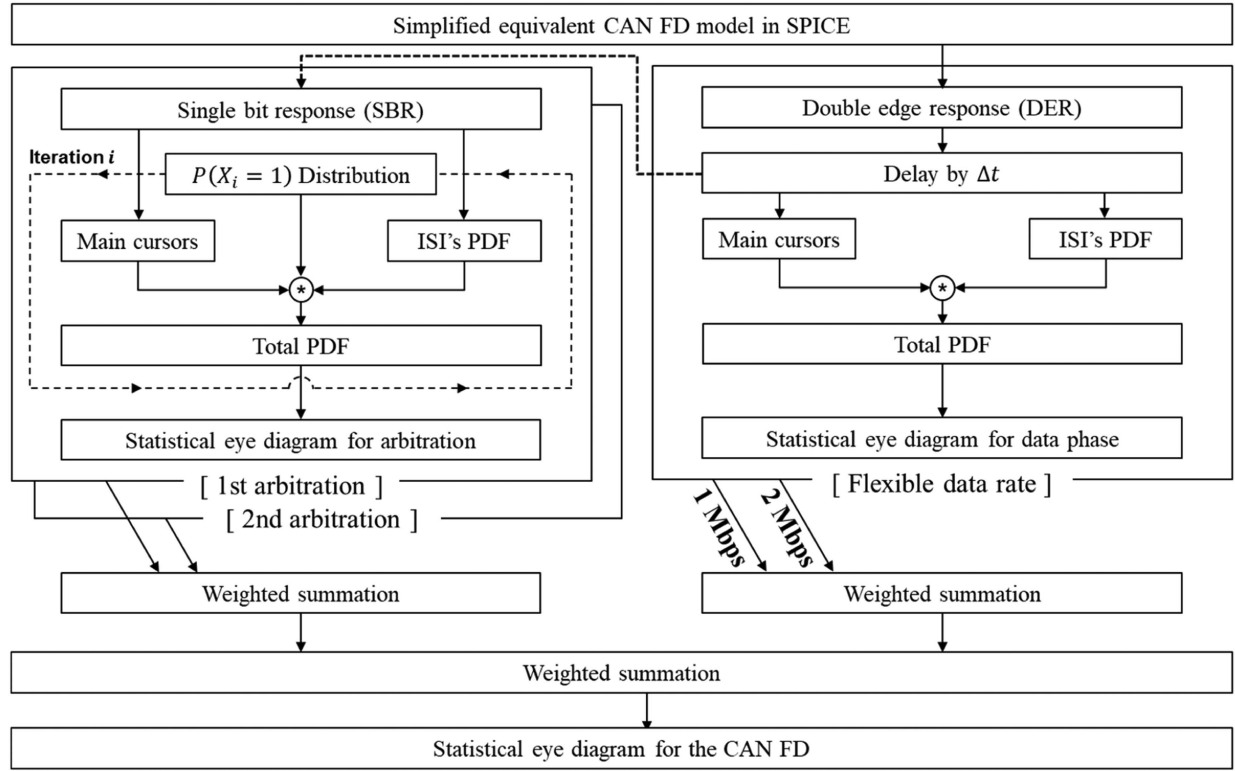 Simplified equivalent CAN FD model in SPICE
Single bit response (SBR)
Iteration i
P(X_i = 1) Distribution
Main cursors
ISI's PDF
*
Total PDF
Statistical eye diagram for arbitration
[ 1st arbitration ]
[ 2nd arbitration ]
Double edge response (DER)
Delay by Δt
Main cursors
ISI's PDF
*
Total PDF
Statistical eye diagram for data phase
[ Flexible data rate ]
1 Mbps
2 Mbps
Weighted summation
Weighted summation
Weighted summation
Statistical eye diagram for the CAN FD